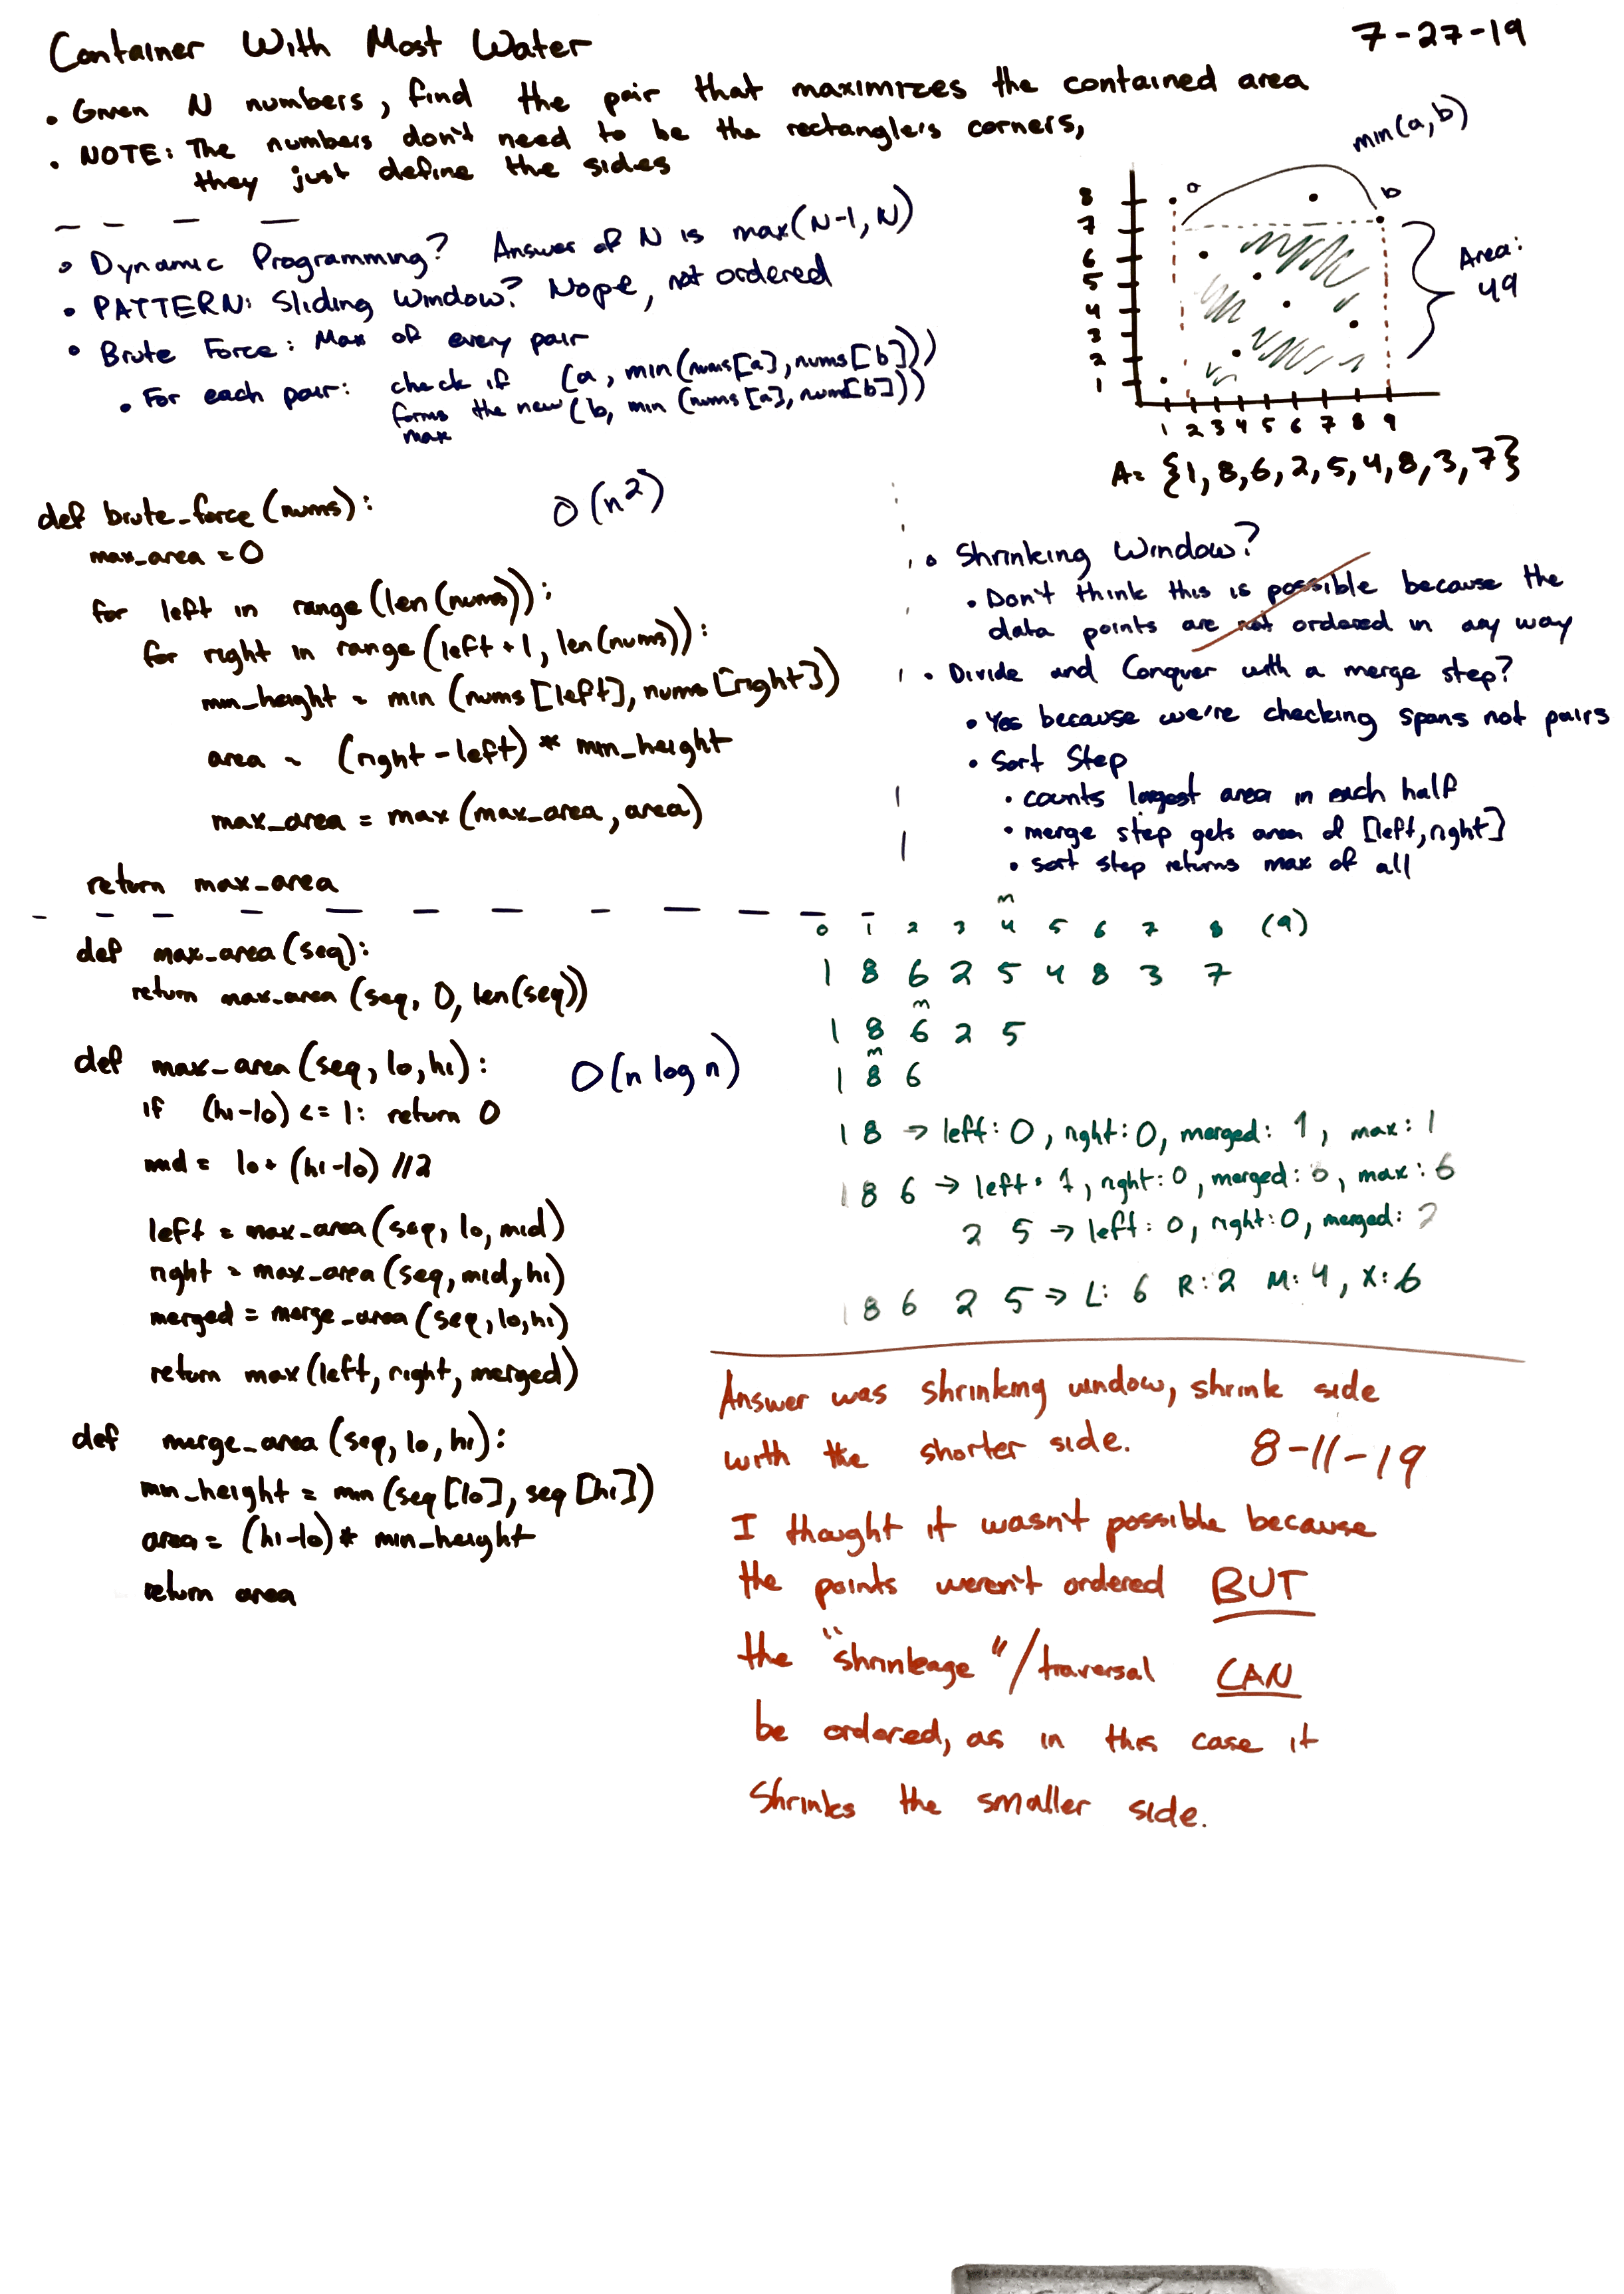 Container With Most Water
7-27-19
• Given N numbers, find the pair that maximizes the contained area
• NOTE: The numbers don't need to be the rectangle's corners,
they just define the sides
• Dynamic Programming? Answer of N is max(N-1, N)
• PATTERN: Sliding Window? Nope, not ordered
• Brute Force: Max of every pair
• For each pair: check if (a, min(nums[a], nums[b]))
forms the new (b, min (nums[a], num[b]))
max
min(a,b)
a
b
8
7
6
5
4
3
2
1
Area:
49
1 2 3 4 5 6 7 8 9
A= {1, 8, 6, 2, 5, 4, 8, 3, 7}
def brute_force (nums):
O(n²)
max_area = 0
for left in range (len(nums)):
for right in range (left + 1, len(nums)):
min_height = min (nums [left], nums [right])
area = (right - left) * min_height
max_area = max (max_area, area)
return max_area
• Shrinking Window?
• Don't think this is possible because the
data points are not ordered in any way
• Divide and Conquer with a merge step?
• Yes because we're checking spans not pairs
• Sort Step
• counts largest area in each half
• merge step gets area of [left, right]
• sort step returns max of all
def max_area (seq):
return max_area (seq, 0, len(seq))
def max_area (seq, lo, hi):
O(n log n)
if (hi-lo) <= 1: return 0
mid = lo + (hi-lo) //2
left = max_area (seq, lo, mid)
right = max_area (seq, mid, hi)
merged = merge_area (seq, lo, hi)
return max (left, right, merged)
def merge_area (seq, lo, hi):
min_height = min (seq [lo], seq [hi])
area = (hi-lo) * min_height
return area
m
0 1 2 3 4 5 6 7 8 (9)
1 8 6 2 5 4 8 3 7
m
1 8 6 2 5
m
1 8 6
1 8 → left: 0, right: 0, merged: 1, max: 1
1 8 6 → left: 1, right: 0, merged: 6, max: 6
2 5 → left: 0, right: 0, merged: 2
1 8 6 2 5 → L: 6 R: 2 M: 4, X: 6
Answer was shrinking window, shrink side
with the shorter side.
8-11-19
I thought it wasn't possible because
the points weren't ordered BUT
the "shrinkage"/traversal CAN
be ordered, as in this case it
shrinks the smaller side.